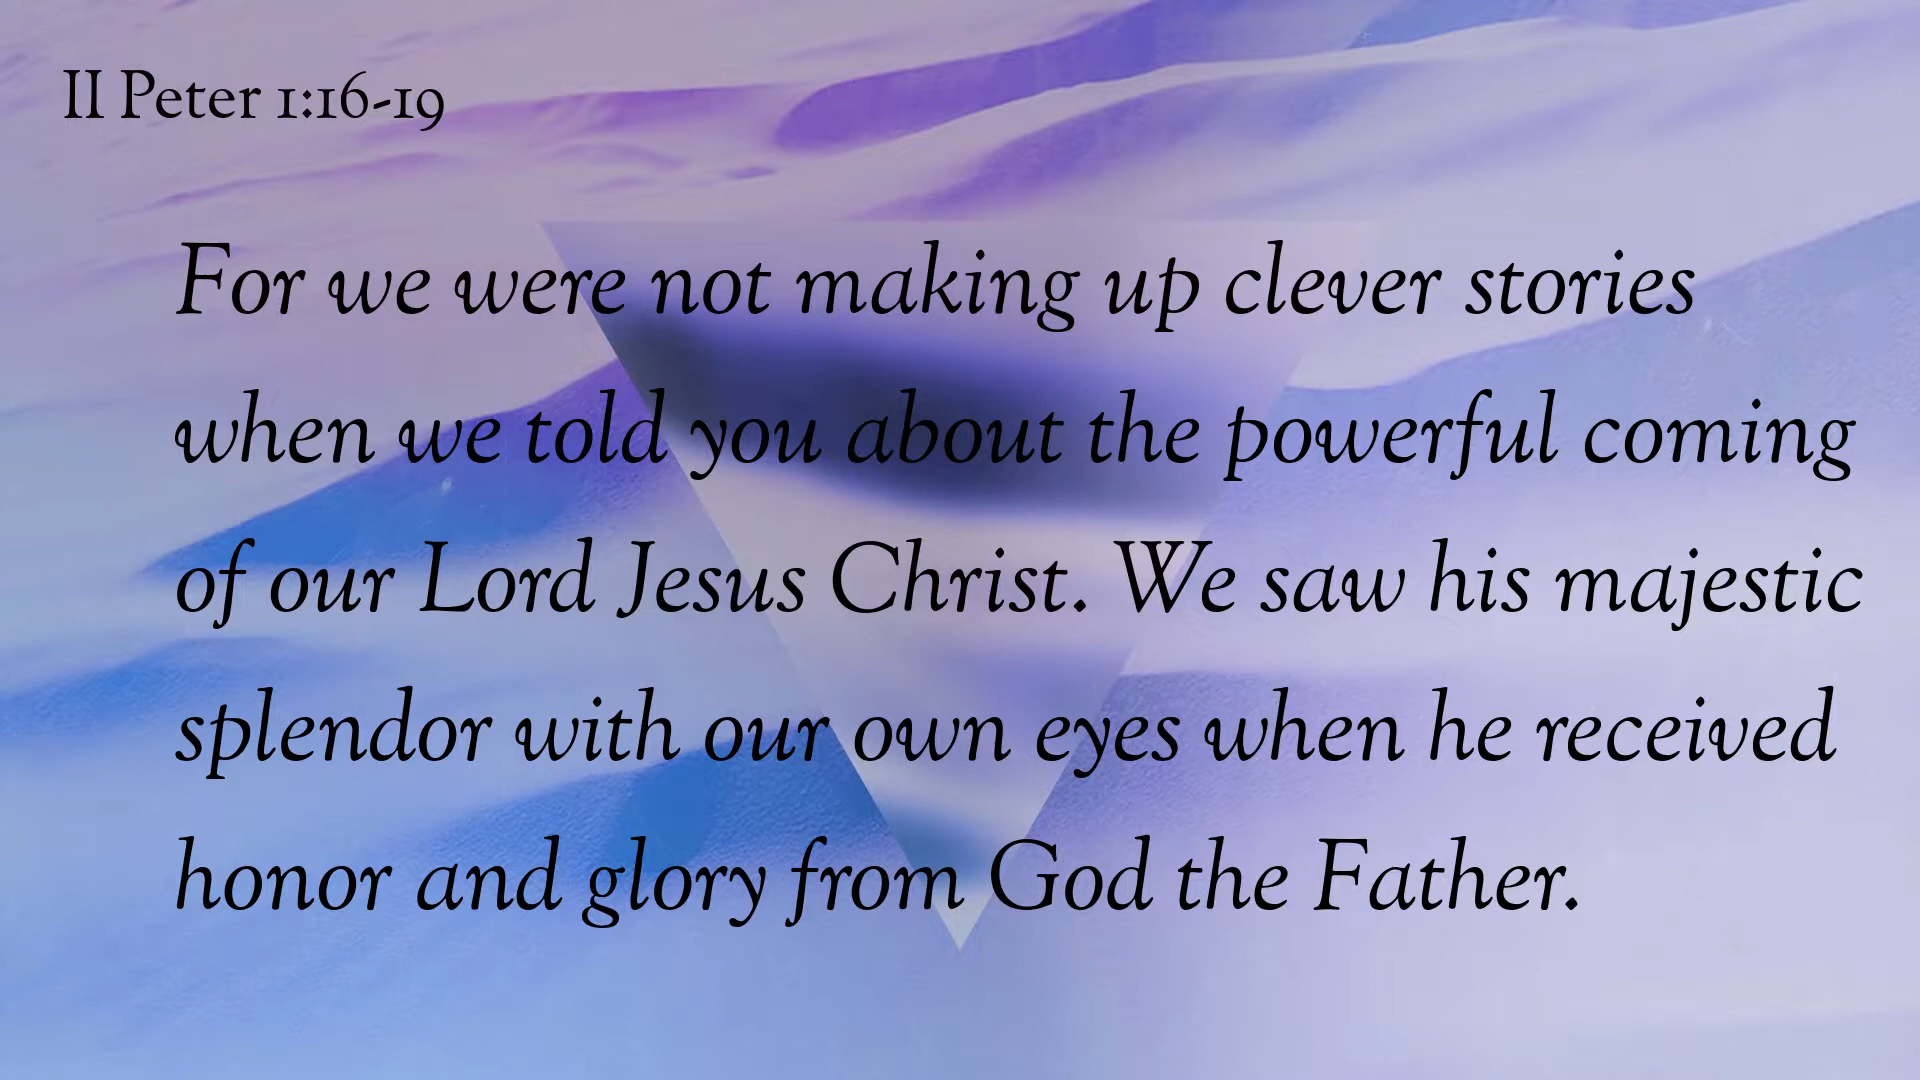 II Peter 1:16-19
For we were not making up clever stories
when we told you about the powerful coming
of our Lord Jesus Christ. We saw his majestic
splendor with our own eyes when he received
honor and glory from God the Father.